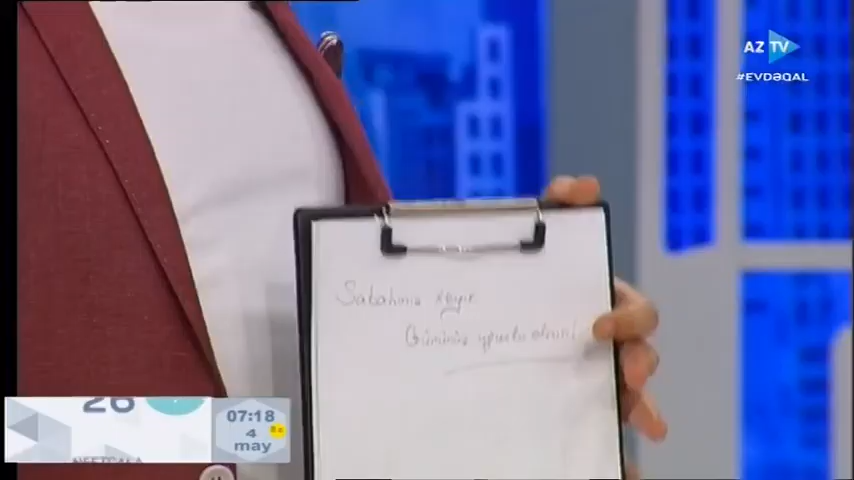 AZ TV
#EVDƏQAL
Sabahınız xeyir
Gününüz uğurlu olsun!
26
07:18
4
may